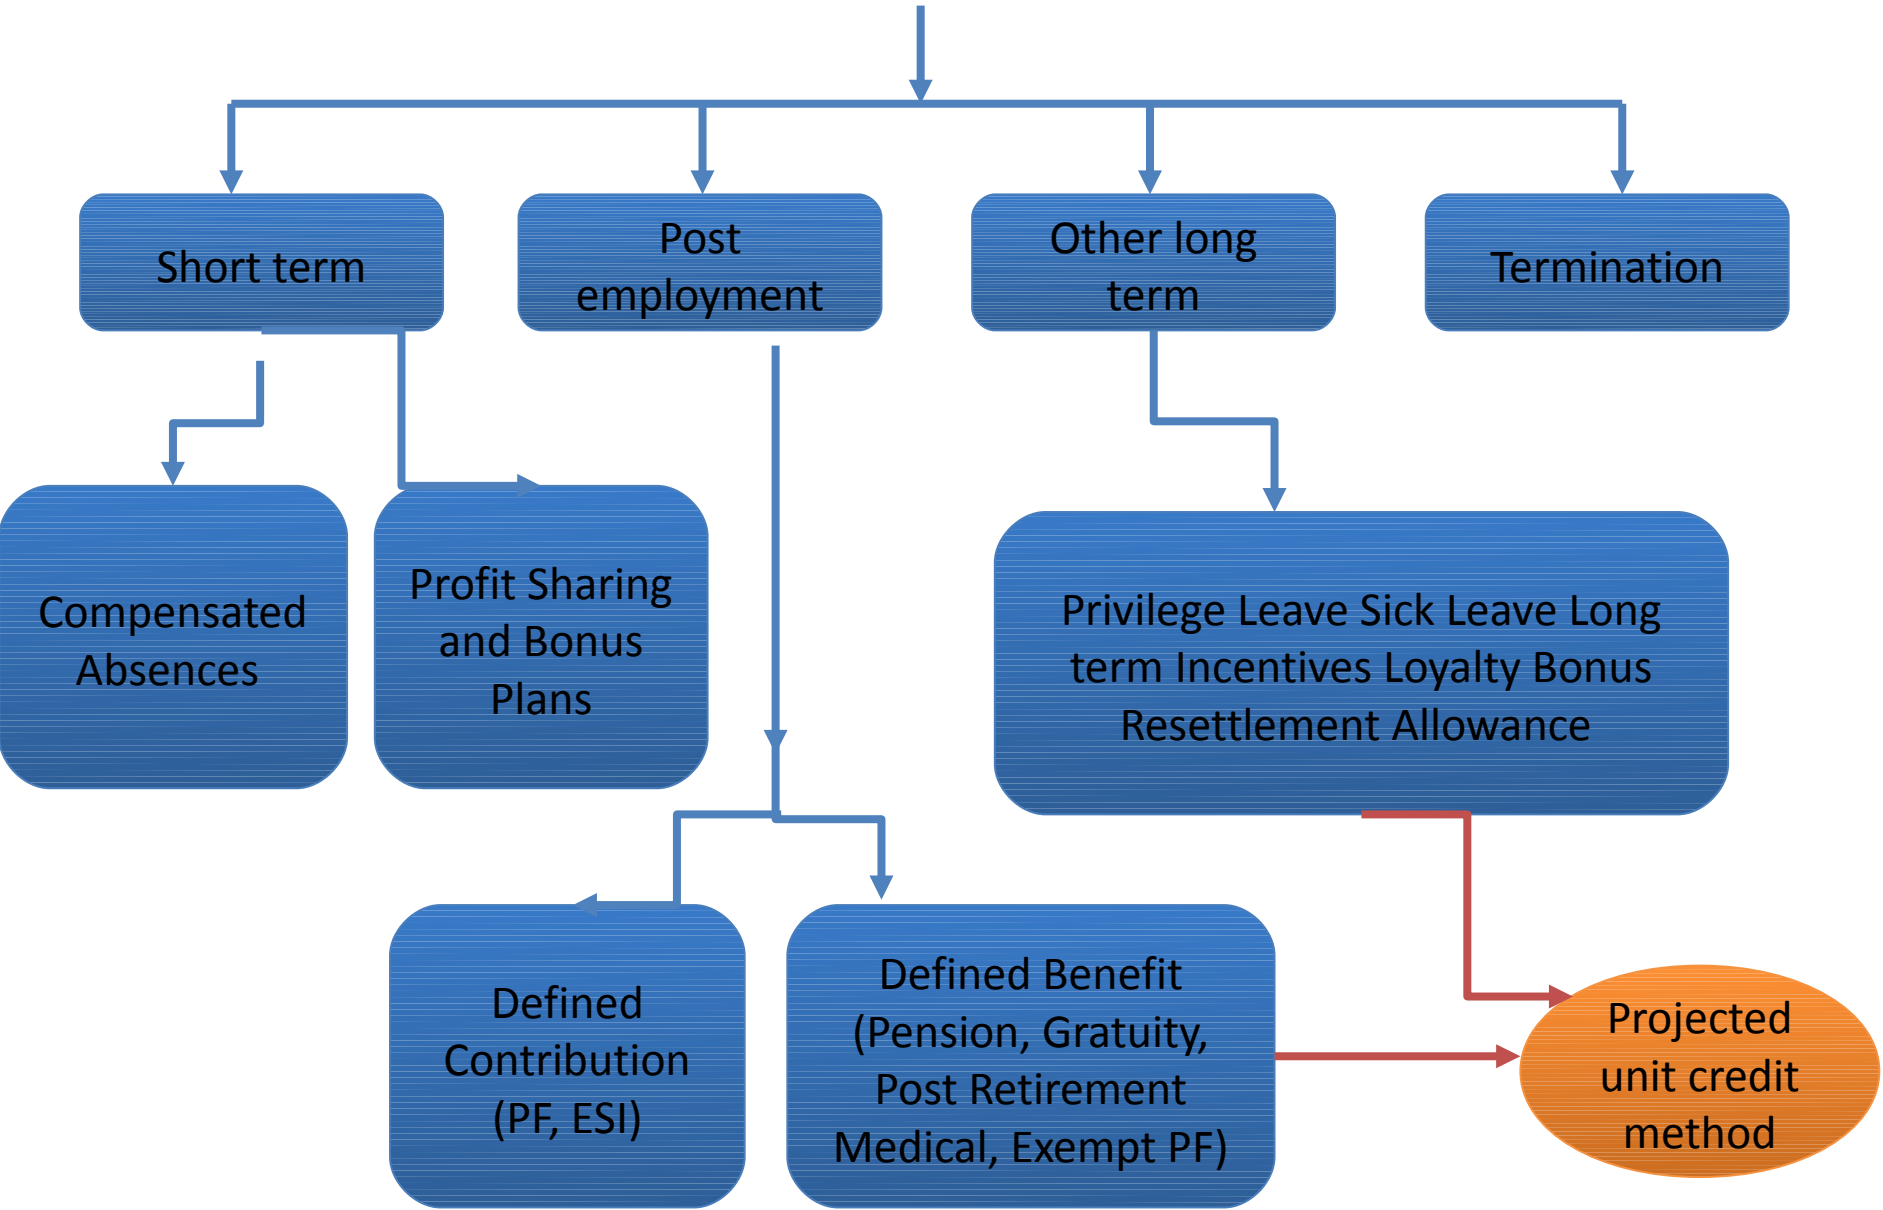 Short term
Post
employment
Other long
term
Termination
Compensated
Absences
Profit Sharing
and Bonus
Plans
Privilege Leave Sick Leave Long
term Incentives Loyalty Bonus
Resettlement Allowance
Defined
Contribution
(PF, ESI)
Defined Benefit
(Pension, Gratuity,
Post Retirement
Medical, Exempt PF)
Projected
unit credit
method